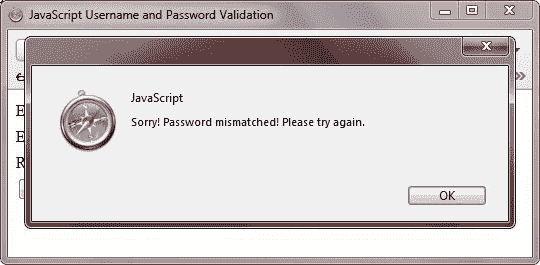 JavaScript Username and Password Validation
JavaScript
Sorry! Password mismatched! Please try again.
E
E
R
OK